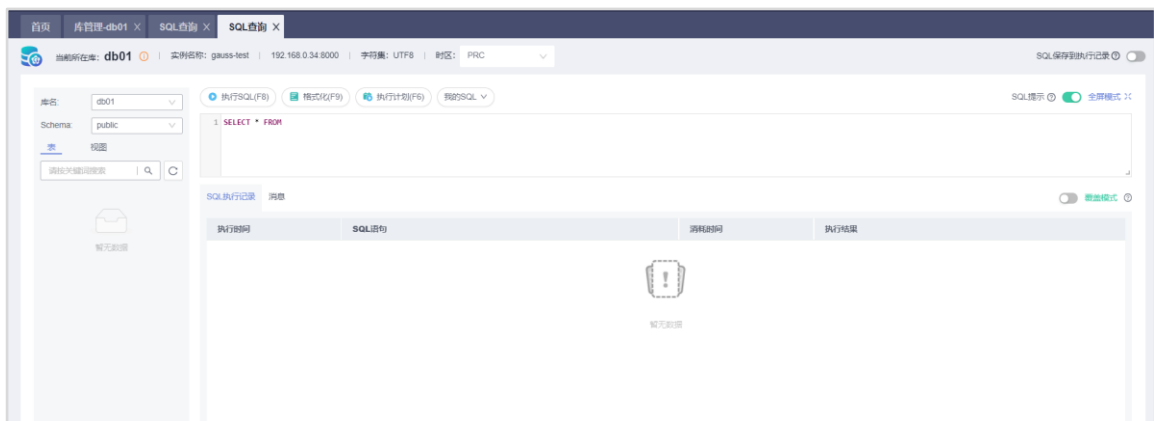 首页 库管理-db01 × SQL查询 × SQL查询 ×
当前所在库: db01 实例名称: gauss-test | 192.168.0.34:8000 | 字符集: UTF8 | 时区: PRC SQL保存到执行记录
库名: db01 执行SQL(F8) 格式化(F9) 执行计划(F6) 我的SQL SQL提示 全屏模式
Schema: public 1 SELECT * FROM
表 视图
请按关键词搜索
SQL执行记录 消息 覆盖模式
执行时间 SQL语句 消耗时间 执行结果
暂无数据
暂无数据